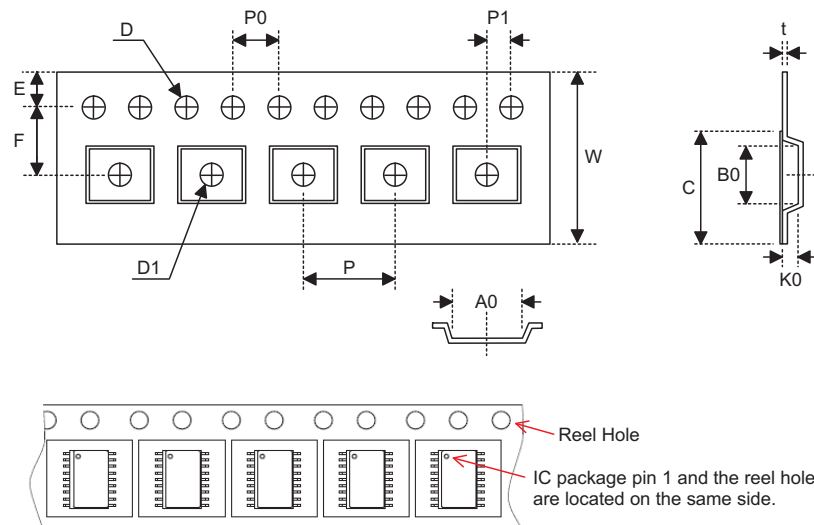 D
P0
P1
t
E
F
W
C
B0
D1
P
K0
A0
Reel Hole
IC package pin 1 and the reel hole
are located on the same side.